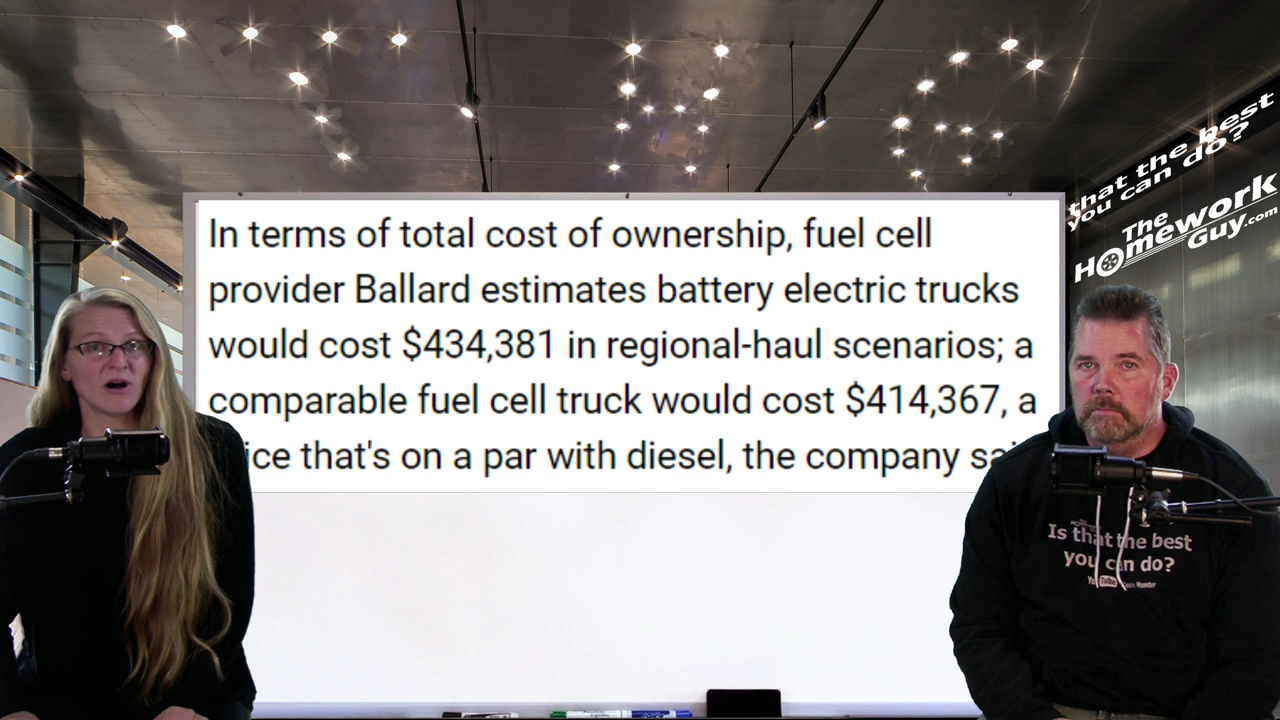 In terms of total cost of ownership, fuel cell
provider Ballard estimates battery electric trucks
would cost $434,381 in regional-haul scenarios; a
comparable fuel cell truck would cost $414,367, a
that's on a par with diesel, the company
that the best
you can do?
The
Homework
Guy.com
Is that the best
you can do?